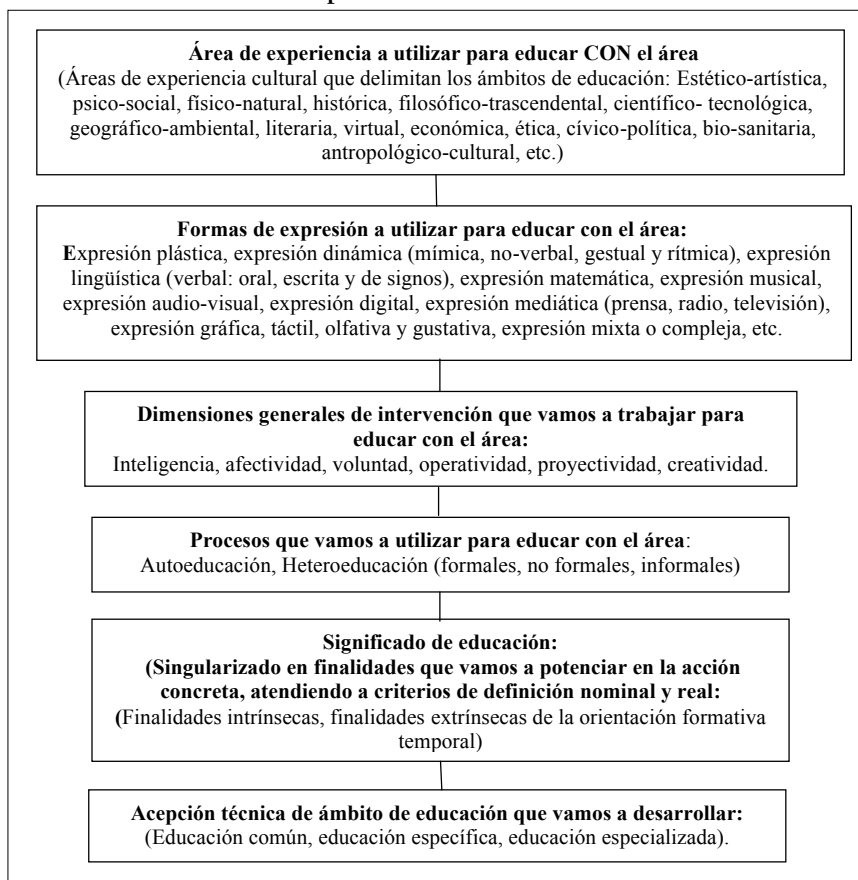 Área de experiencia a utilizar para educar CON el área
(Áreas de experiencia cultural que delimitan los ámbitos de educación: Estético-artística,
psico-social, físico-natural, histórica, filosófico-trascendental, científico- tecnológica,
geográfico-ambiental, literaria, virtual, económica, ética, cívico-política, bio-sanitaria,
antropológico-cultural, etc.)
Formas de expresión a utilizar para educar con el área:
Expresión plástica, expresión dinámica (mímica, no-verbal, gestual y rítmica), expresión
lingüística (verbal: oral, escrita y de signos), expresión matemática, expresión musical,
expresión audio-visual, expresión digital, expresión mediática (prensa, radio, televisión),
expresión gráfica, táctil, olfativa y gustativa, expresión mixta o compleja, etc.
Dimensiones generales de intervención que vamos a trabajar para
educar con el área:
Inteligencia, afectividad, voluntad, operatividad, proyectividad, creatividad.
Procesos que vamos a utilizar para educar con el área:
Autoeducación, Heteroeducación (formales, no formales, informales)
Significado de educación:
(Singularizado en finalidades que vamos a potenciar en la acción
concreta, atendiendo a criterios de definición nominal y real:
(Finalidades intrínsecas, finalidades extrínsecas de la orientación formativa
temporal)
Acepción técnica de ámbito de educación que vamos a desarrollar:
(Educación común, educación específica, educación especializada).